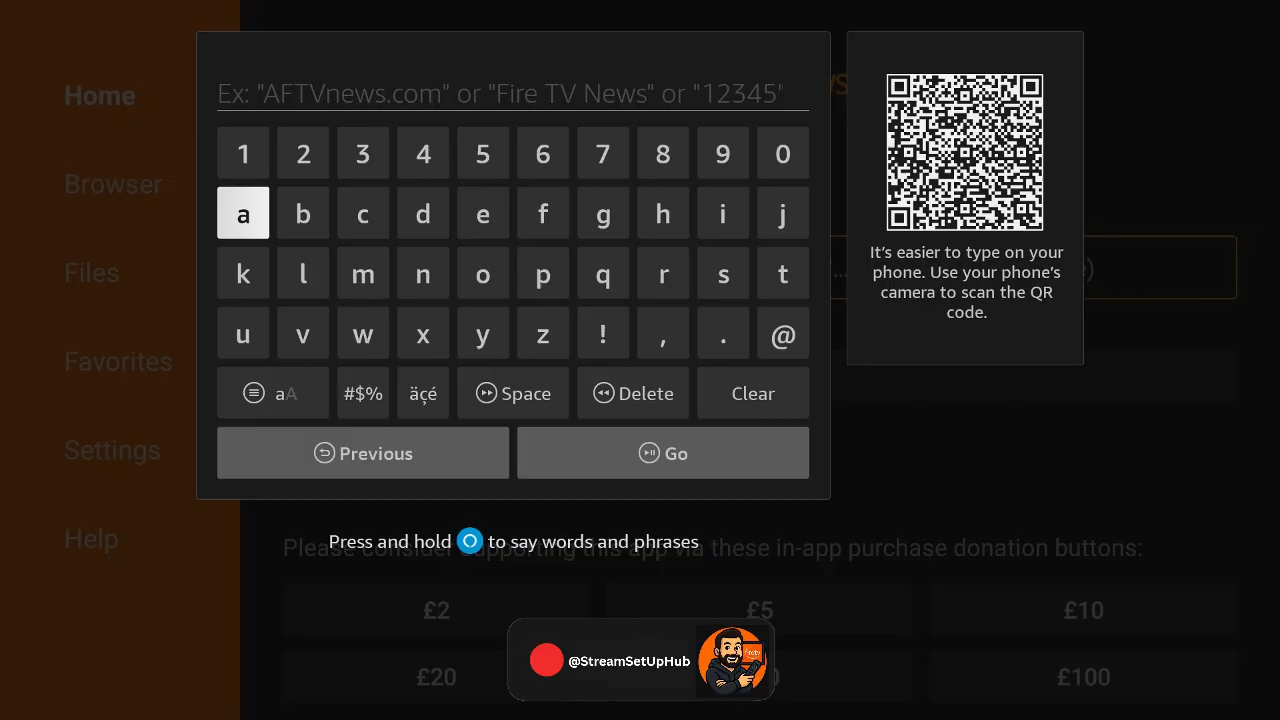 Home
Browser
Files
Favorites
Settings
Help
Ex: "AFTVnews.com" or "Fire TV News" or "12345"
1 2 3 4 5 6 7 8 9 0
a b c d e f g h i j
k l m n o p q r s t
u v w x y z ! , . @
aA #$% äçé Space Delete Clear
Previous Go
It's easier to type on your
phone. Use your phone's
camera to scan the QR
code.
Press and hold to say words and phrases
Please consider supporting this app via these in-app purchase donation buttons:
£2 £5 £10
£20 £100
@StreamSetUpHub
firetv